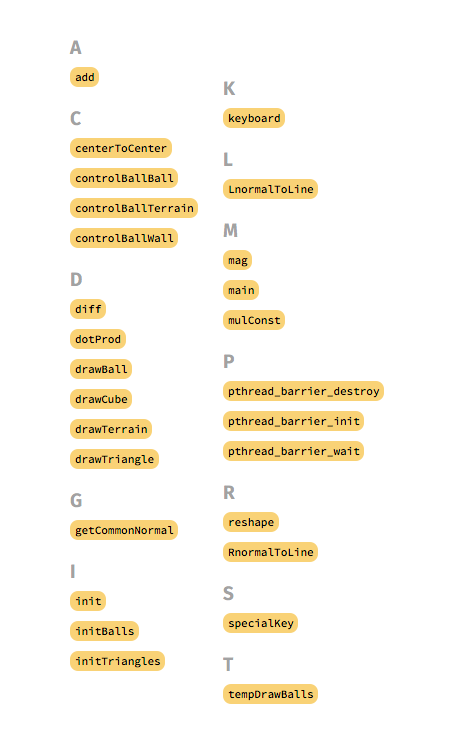 A
add
C
centerToCenter
controlBallBall
controlBallTerrain
controlBallWall
D
diff
dotProd
drawBall
drawCube
drawTerrain
drawTriangle
G
getCommonNormal
I
init
initBalls
initTriangles
K
keyboard
L
LnormalToLine
M
mag
main
mulConst
P
pthread_barrier_destroy
pthread_barrier_init
pthread_barrier_wait
R
reshape
RnormalToLine
S
specialKey
T
tempDrawBalls